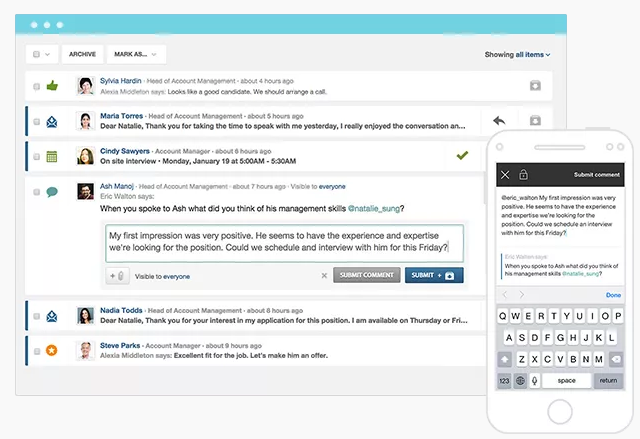 ARCHIVE
MARK AS...
Showing all items
Sylvia Hardin · Head of Account Management · about 4 hours ago
Alexis Middleton says: Looks like a good candidate. We should arrange a call.
Maria Torres · Head of Account Management · about 5 hours ago
Dear Natalie, Thank you for taking the time to speak with me yesterday, I really enjoyed the conversation an...
Cindy Sawyers · Account Manager · about 6 hours ago
On site interview • Monday, January 19 at 5:00AM - 5:30AM
Ash Manoj · Head of Account Management · about 7 hours ago · Visible to everyone
Eric Walton says:
When you spoke to Ash what did you think of his management skills @natalie_sung?
My first impression was very positive. He seems to have the experience and expertise
we're looking for the position. Could we schedule and interview with him for this Friday?
+
Visible to everyone
SUBMIT COMMENT
SUBMIT +
Nadia Todds · Head of Account Management · about 8 hours ago
Dear Natalie, Thank you for your interest in my application for this position. I am available on Thursday or Fri...
Steve Parks · Account Manager · about 9 hours ago
Alexis Middleton says: Excellent fit for the job. Let's make him an offer.
Submit comment
@eric_walton My first impression was very
positive. He seems to have the experience
and expertise we're looking for the position.
Could you schedule an interview
with him for this Friday?
Eric Walton says:
When you spoke to Ash what did you think of
his management skills @natalie_sung?
Done
Q W E R T Y U I O P
A S D F G H J K L
Z X C V B N M
123
space
return